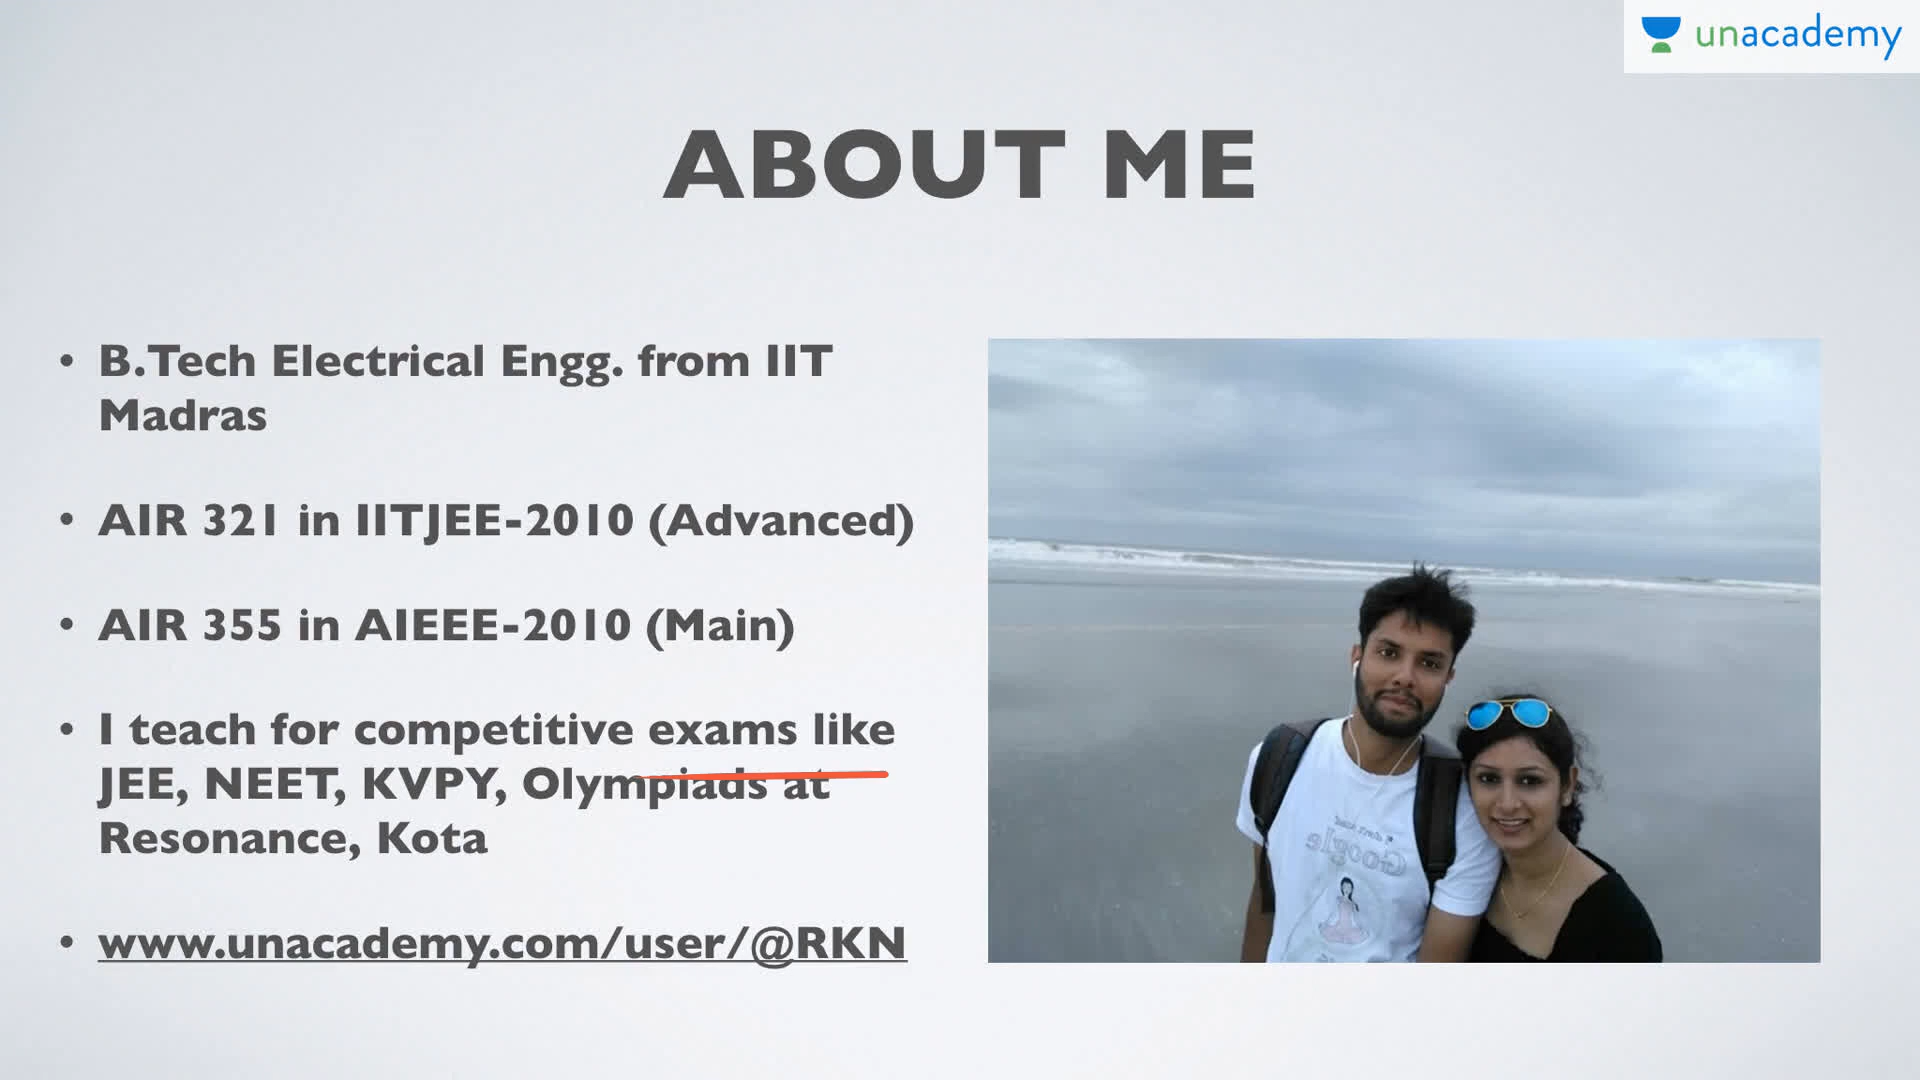 unacademy
ABOUT ME
• B.Tech Electrical Engg. from IIT
Madras
• AIR 321 in IITJEE-2010 (Advanced)
• AIR 355 in AIEEE-2010 (Main)
• I teach for competitive exams like
JEE, NEET, KVPY, Olympiads at
Resonance, Kota
• www.unacademy.com/user/@RKN
Google